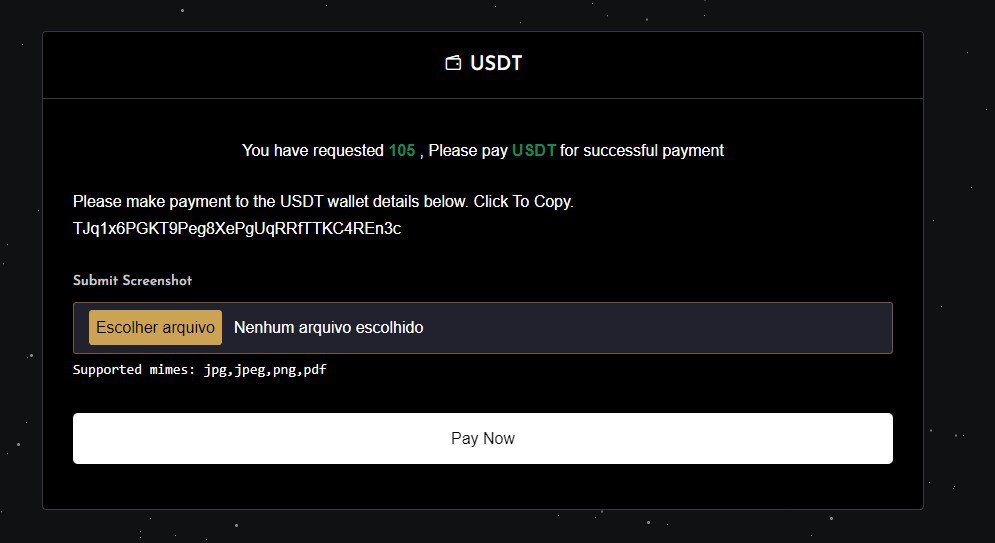 USDT
You have requested 105 , Please pay USDT for successful payment
Please make payment to the USDT wallet details below. Click To Copy.
TJq1x6PGKT9Peg8XePgUqRRfTTKC4REn3c
Submit Screenshot
Escolher arquivo Nenhum arquivo escolhido
Supported mimes: jpg,jpeg,png,pdf
Pay Now